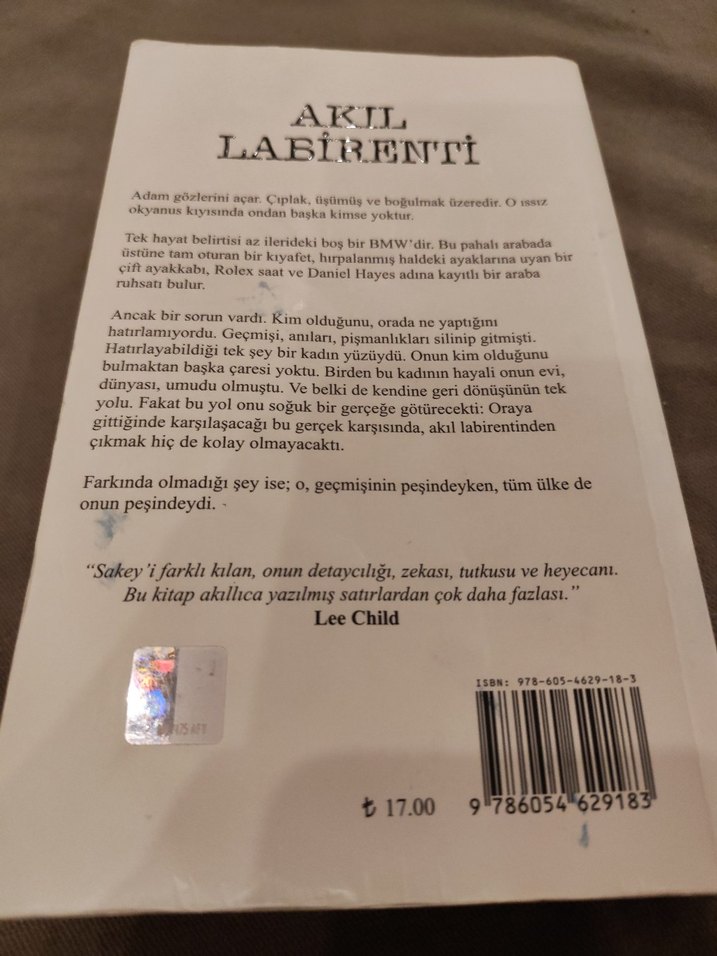 AKIL
LABİRENTİ
Adam gözlerini açar. Çıplak, üşümüş ve boğulmak üzeredir. O ıssız
okyanus kıyısında ondan başka kimse yoktur.
Tek hayat belirtisi az ilerideki boş bir BMW'dir. Bu pahalı arabada
üstüne tam oturan bir kıyafet, hırpalanmış haldeki ayaklarına uyan bir
çift ayakkabı, Rolex saat ve Daniel Hayes adına kayıtlı bir araba
ruhsatı bulur.
Ancak bir sorun vardı. Kim olduğunu, orada ne yaptığını
hatırlamıyordu. Geçmişi, anıları, pişmanlıkları silinip gitmişti.
Hatırlayabildiği tek şey bir kadın yüzüydü. Onun kim olduğunu
bulmaktan başka çaresi yoktu. Birden bu kadının hayali onun evi,
dünyası, umudu olmuştu. Ve belki de kendine geri dönüşünün tek
yolu. Fakat bu yol onu soğuk bir gerçeğe götürecekti: Oraya
gittiğinde karşılaşacağı bu gerçek karşısında, akıl labirentinden
çıkmak hiç de kolay olmayacaktı.
Farkında olmadığı şey ise; o, geçmişinin peşindeyken, tüm ülke de
onun peşindeydi.
“Sakey'i farklı kılan, onun detaycılığı, zekası, tutkusu ve heyecanı.
Bu kitap akıllıca yazılmış satırlardan çok daha fazlası.”
Lee Child
ISBN: 978-605-4629-18-3
₺ 17.00
9 786054 629183